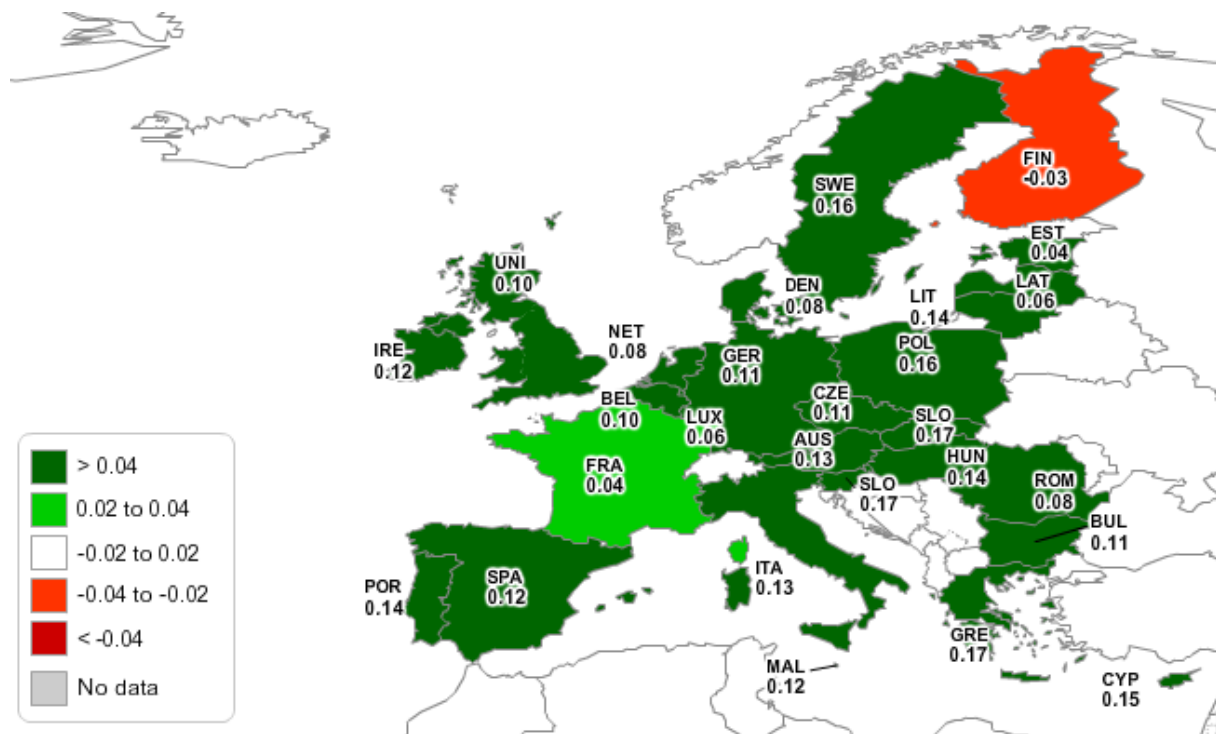 FIN
-0.03
SWE
0.16
EST
0.04
UNI
0.10
LAT
0.06
DEN
0.08
LIT
0.14
NET
0.08
IRE
0.12
POL
0.16
GER
0.11
CZE
0.11
BEL
0.10
LUX
0.06
SLO
0.17
AUS
0.13
HUN
0.14
FRA
0.04
SLO
0.17
ROM
0.08
BUL
0.11
SPA
0.12
ITA
0.13
POR
0.14
GRE
0.17
MAL
0.12
CYP
0.15
> 0.04
0.02 to 0.04
-0.02 to 0.02
-0.04 to -0.02
< -0.04
No data